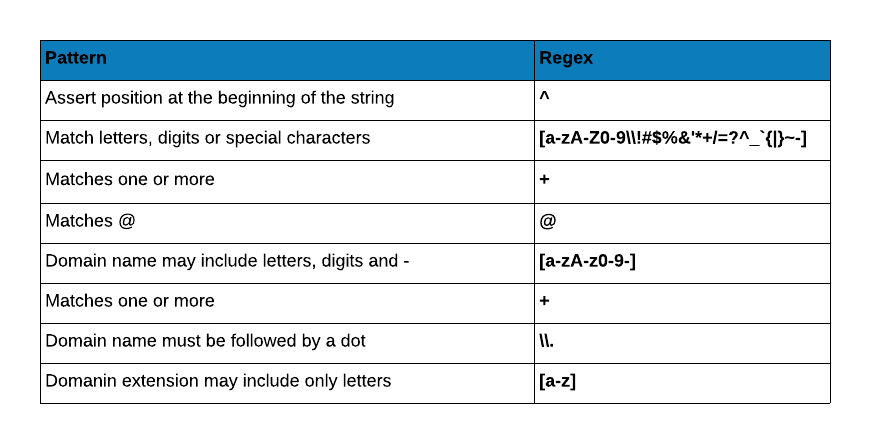 Pattern Regex
Assert position at the beginning of the string ^
Match letters, digits or special characters [a-zA-Z0-9\\!#$%&'*+/=?^_`{|}~-]
Matches one or more +
Matches @ @
Domain name may include letters, digits and - [a-zA-z0-9-]
Matches one or more +
Domain name must be followed by a dot \\.
Domanin extension may include only letters [a-z]